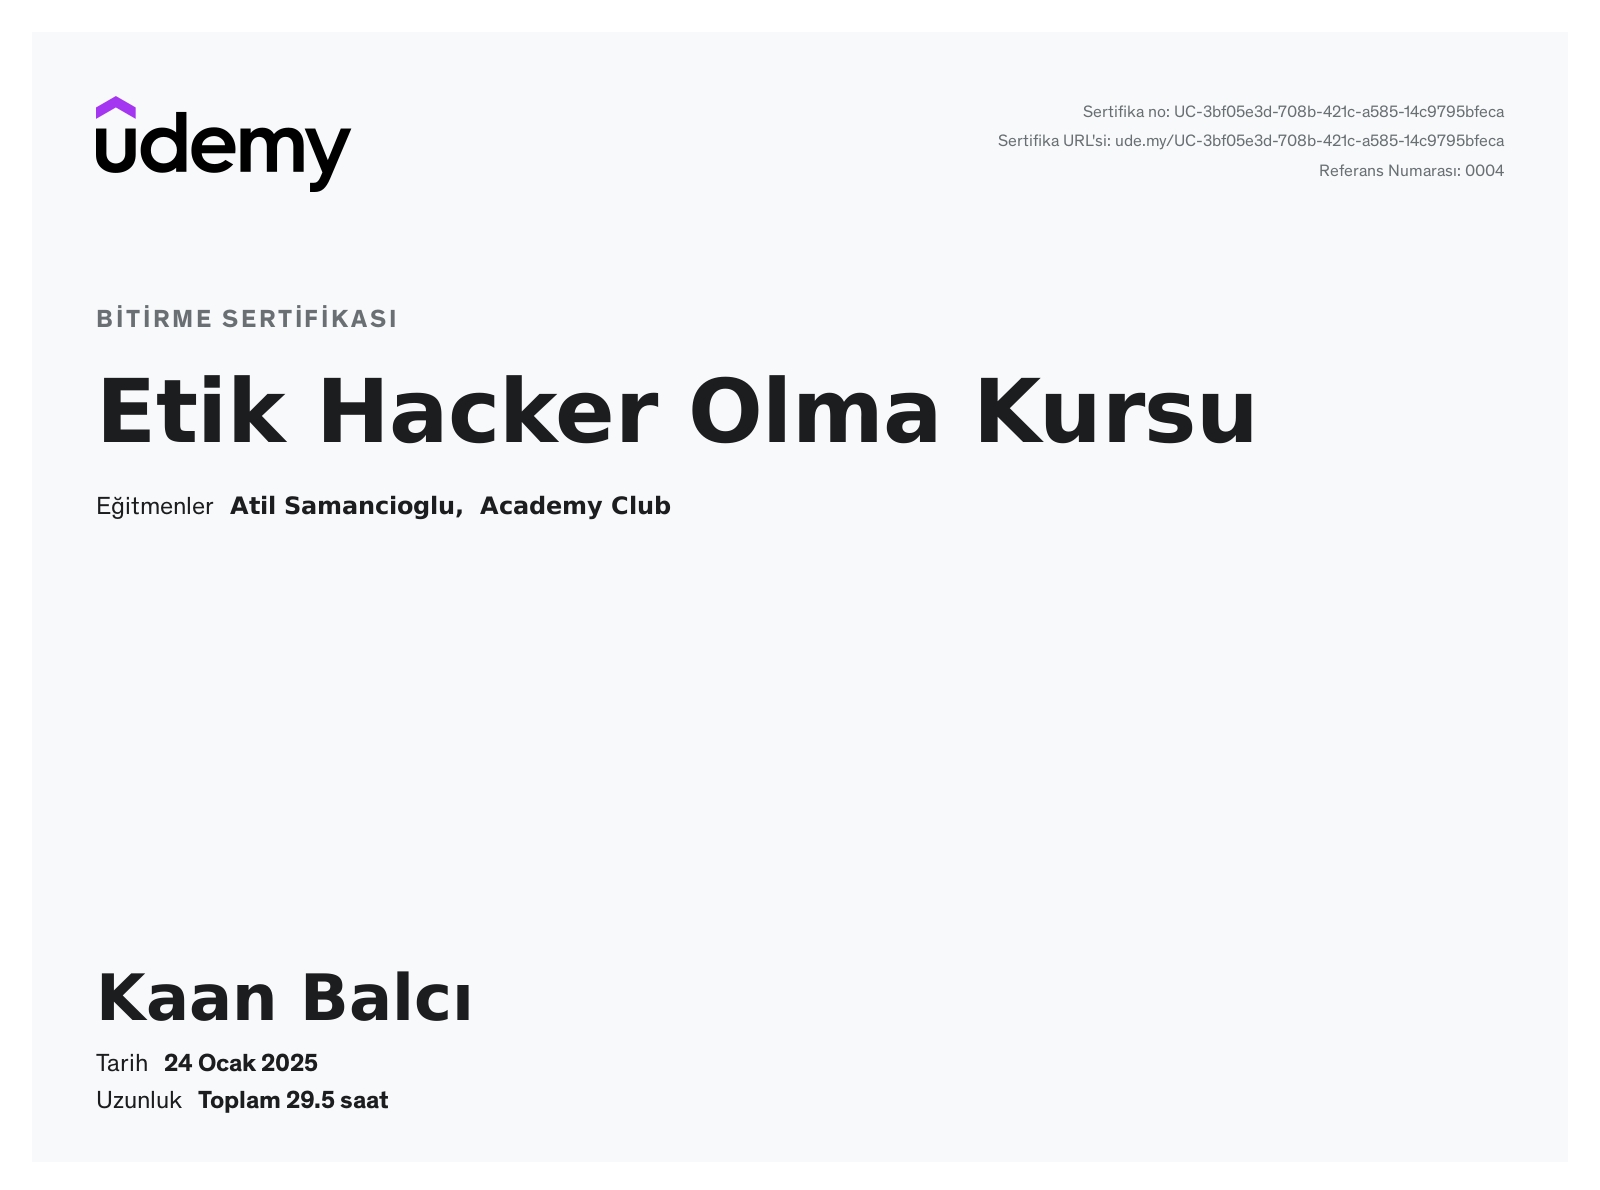 udemy
Sertifika no: UC-3bf05e3d-708b-421c-a585-14c9795bfeca
Sertifika URL'si: ude.my/UC-3bf05e3d-708b-421c-a585-14c9795bfeca
Referans Numarası: 0004
BİTİRME SERTİFİKASI
Etik Hacker Olma Kursu
Eğitmenler Atil Samancioglu, Academy Club
Kaan Balcı
Tarih 24 Ocak 2025
Uzunluk Toplam 29.5 saat